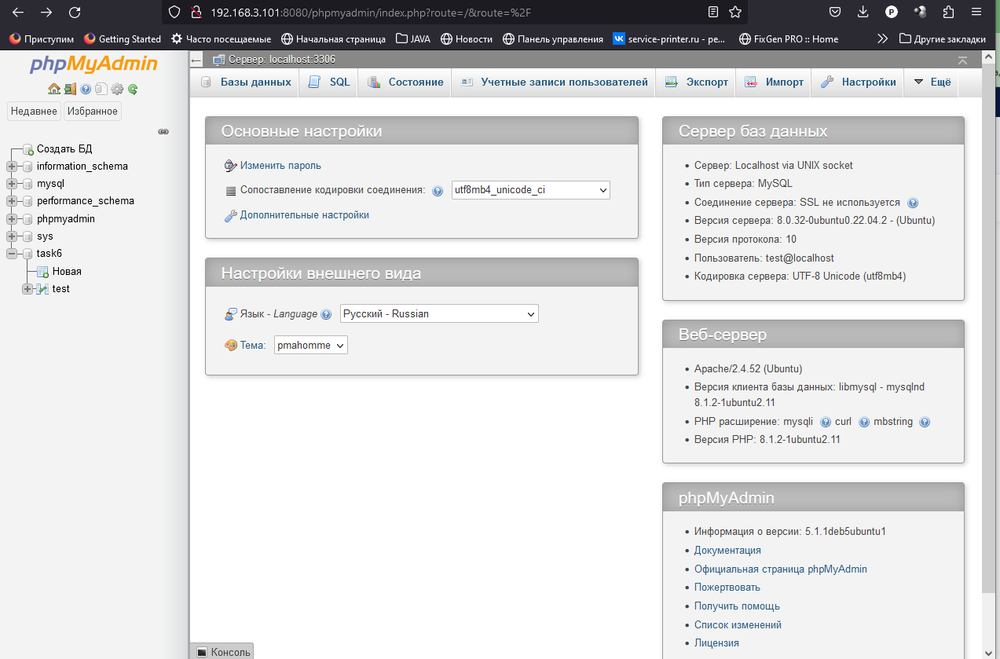 192.168.3.101:8080/phpmyadmin/index.php?route=/&route=%2F
Приступим
Getting Started
Часто посещаемые
Начальная страница
JAVA
Новости
Панель управления
service-printer.ru - ре...
FixGen PRO :: Home
Другие закладки
phpMyAdmin
Недавнее
Избранное
Создать БД
information_schema
mysql
performance_schema
phpmyadmin
sys
task6
Новая
test
Сервер: localhost:3306
Базы данных
SQL
Состояние
Учетные записи пользователей
Экспорт
Импорт
Настройки
Ещё
Основные настройки
Изменить пароль
Сопоставление кодировки соединения:
utf8mb4_unicode_ci
Дополнительные настройки
Настройки внешнего вида
Язык - Language
Русский - Russian
Тема:
pmahomme
Сервер баз данных
Сервер: Localhost via UNIX socket
Тип сервера: MySQL
Соединение сервера: SSL не используется
Версия сервера: 8.0.32-0ubuntu0.22.04.2 - (Ubuntu)
Версия протокола: 10
Пользователь: test@localhost
Кодировка сервера: UTF-8 Unicode (utf8mb4)
Веб-сервер
Apache/2.4.52 (Ubuntu)
Версия клиента базы данных: libmysql - mysqlnd
8.1.2-1ubuntu2.11
PHP расширение: mysqli curl mbstring
Версия PHP: 8.1.2-1ubuntu2.11
phpMyAdmin
Информация о версии: 5.1.1deb5ubuntu1
Документация
Официальная страница phpMyAdmin
Пожертвовать
Получить помощь
Список изменений
Лицензия
Консоль